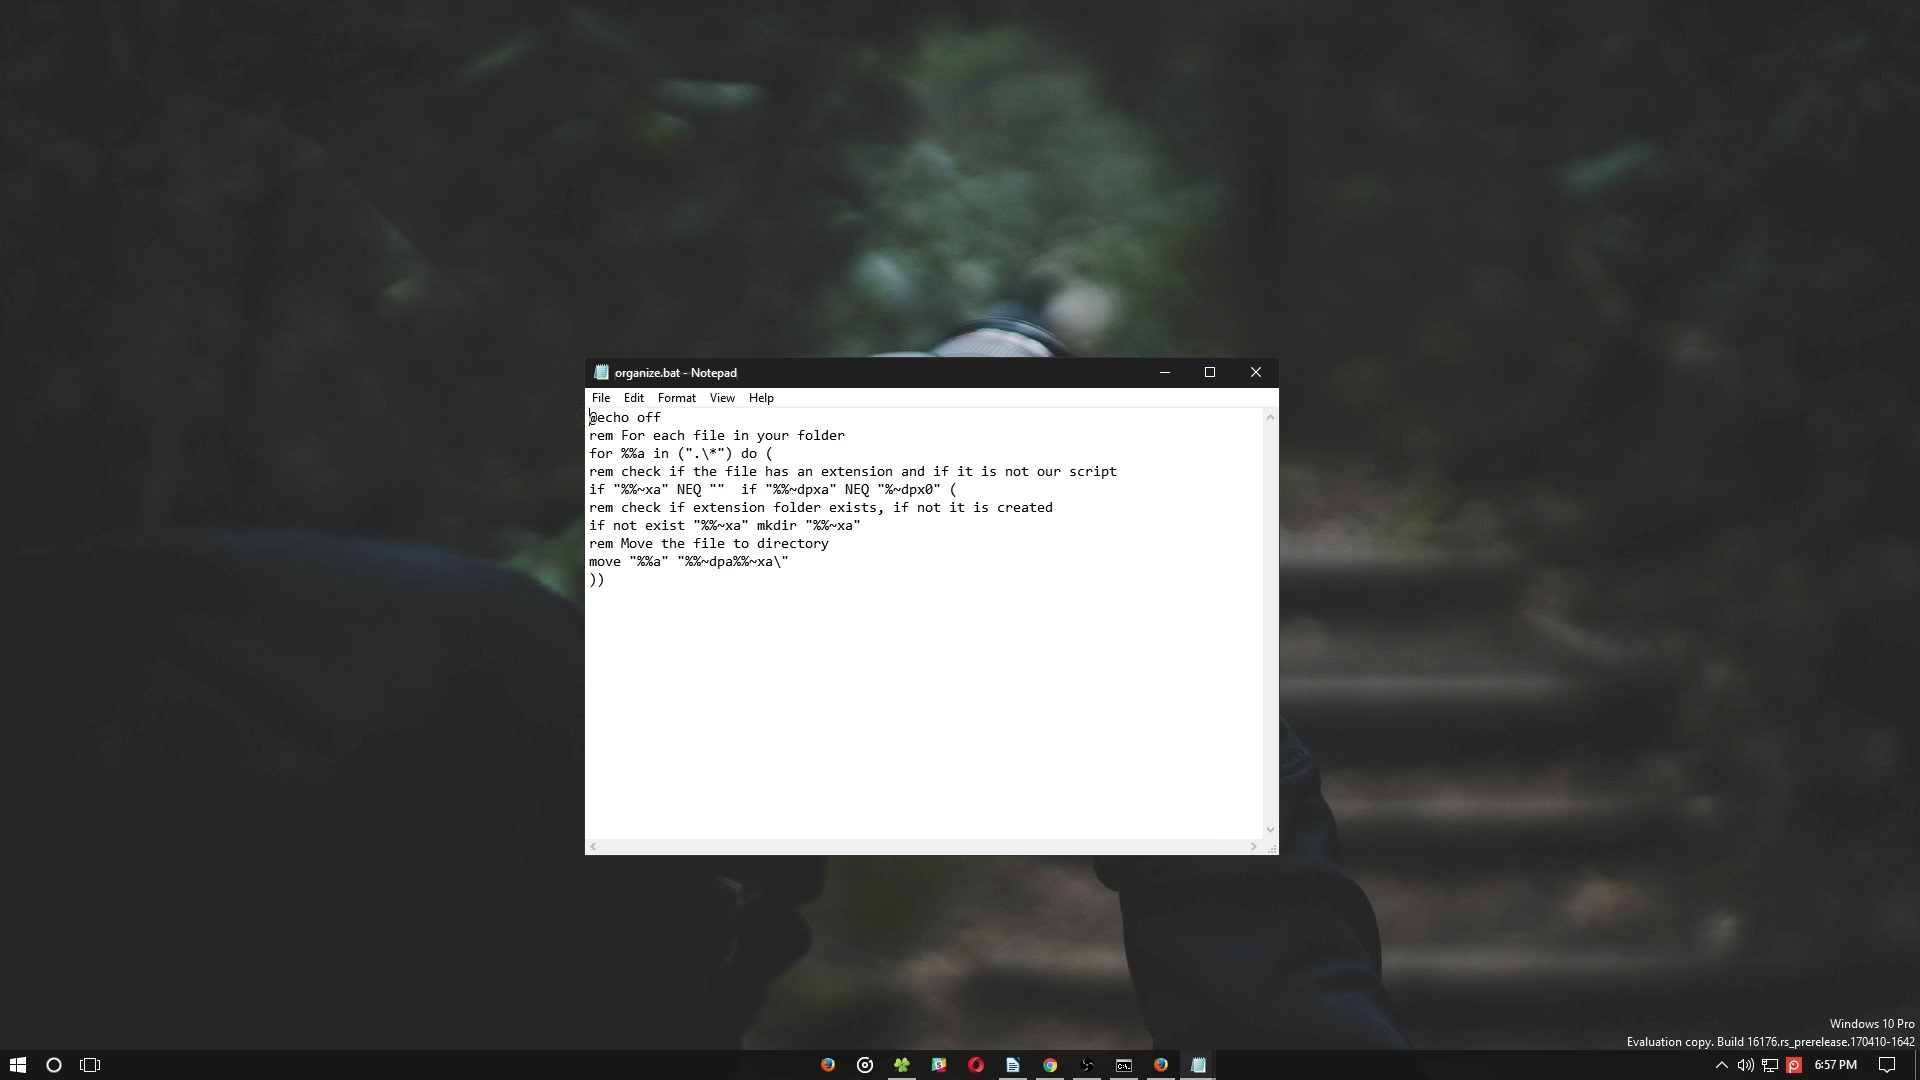 organize.bat - Notepad
File Edit Format View Help
@echo off
rem For each file in your folder
for %%a in (".\*") do (
rem check if the file has an extension and if it is not our script
if "%%~xa" NEQ ""  if "%%~dpxa" NEQ "%~dpx0" (
rem check if extension folder exists, if not it is created
if not exist "%%~xa" mkdir "%%~xa"
rem Move the file to directory
move "%%a" "%%~dpa%%~xa\"
))
Windows 10 Pro
Evaluation copy. Build 16176.rs_prerelease.170410-1642
6:57 PM